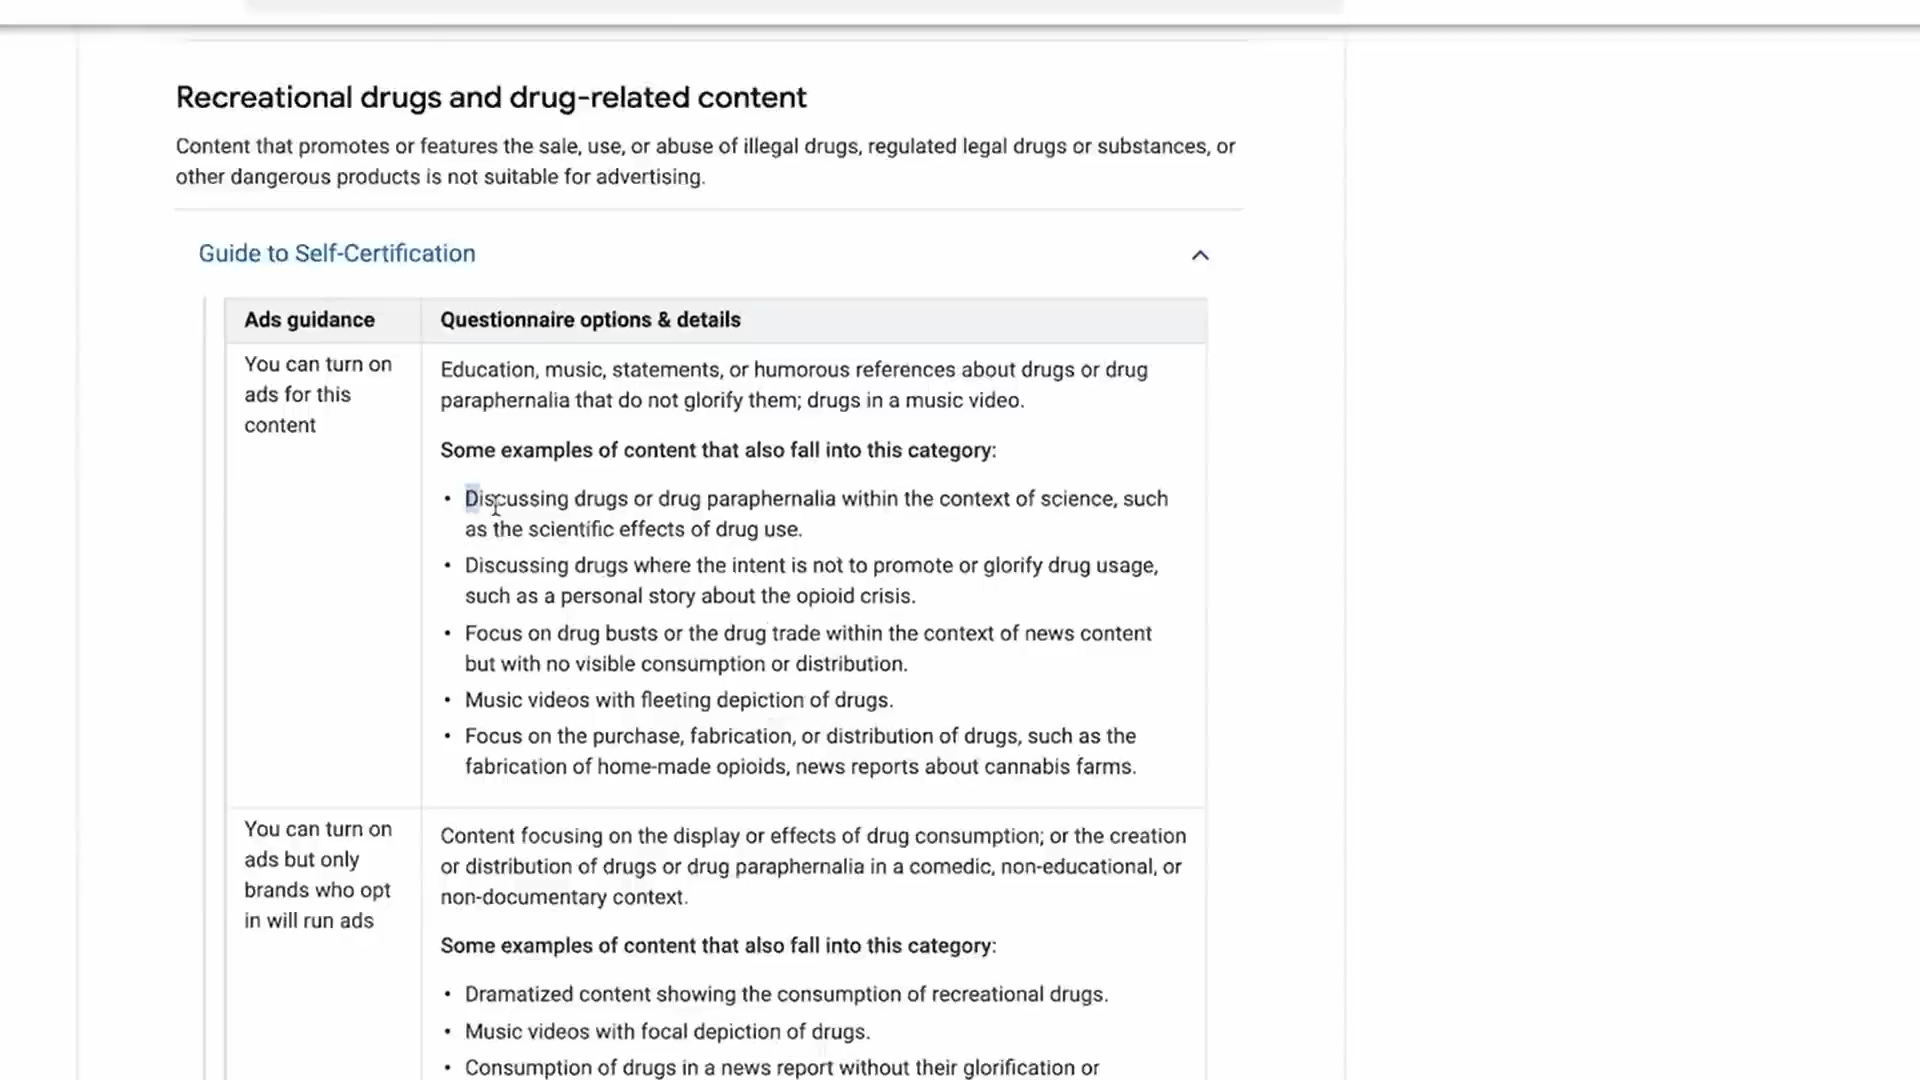 Recreational drugs and drug-related content
Content that promotes or features the sale, use, or abuse of illegal drugs, regulated legal drugs or substances, or
other dangerous products is not suitable for advertising.
Guide to Self-Certification
Ads guidance
Questionnaire options & details
You can turn on
ads for this
content
Education, music, statements, or humorous references about drugs or drug
paraphernalia that do not glorify them; drugs in a music video.
Some examples of content that also fall into this category:
• Discussing drugs or drug paraphernalia within the context of science, such
as the scientific effects of drug use.
• Discussing drugs where the intent is not to promote or glorify drug usage,
such as a personal story about the opioid crisis.
• Focus on drug busts or the drug trade within the context of news content
but with no visible consumption or distribution.
• Music videos with fleeting depiction of drugs.
• Focus on the purchase, fabrication, or distribution of drugs, such as the
fabrication of home-made opioids, news reports about cannabis farms.
You can turn on
ads but only
brands who opt
in will run ads
Content focusing on the display or effects of drug consumption; or the creation
or distribution of drugs or drug paraphernalia in a comedic, non-educational, or
non-documentary context.
Some examples of content that also fall into this category:
• Dramatized content showing the consumption of recreational drugs.
• Music videos with focal depiction of drugs.
• Consumption of drugs in a news report without their glorification or